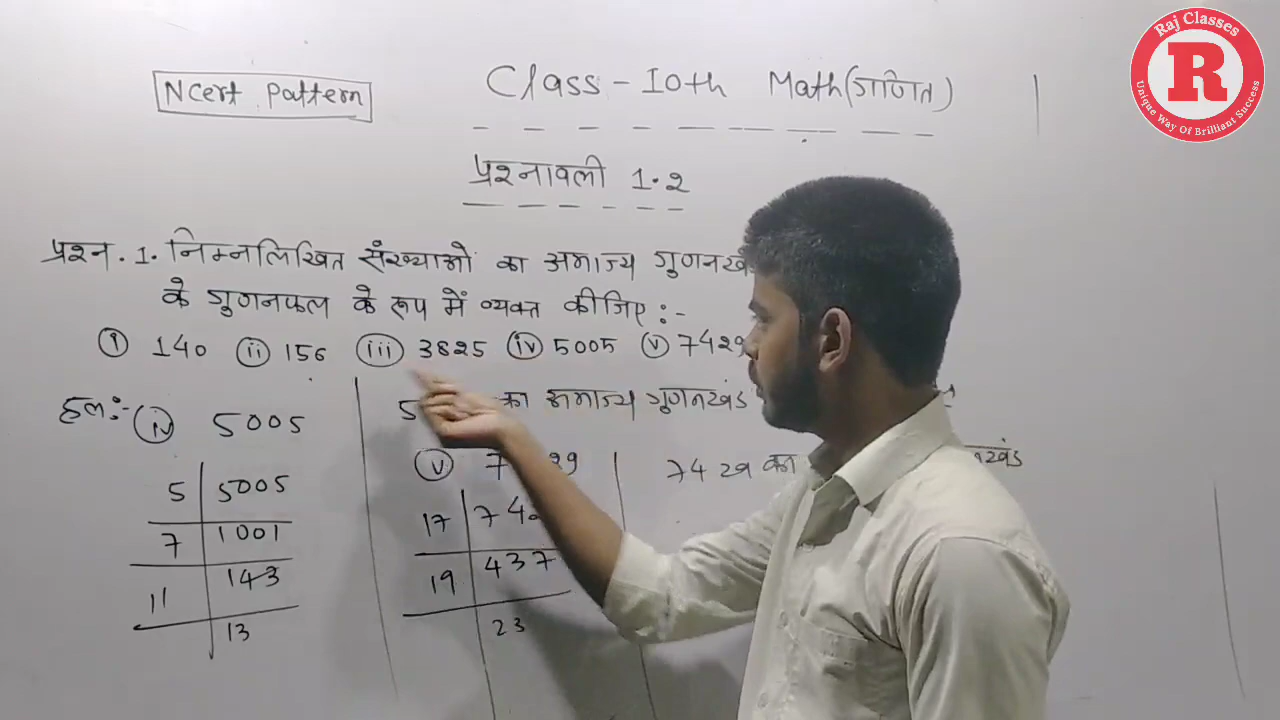 Raj Classes
R
Unique Way Of Brilliant Success
Ncert Pattern
Class - 10th Math (गणित)
प्रश्नावली 1.2
प्रश्न. 1. निम्नलिखित संख्याओं का अभाज्य
के गुणनफल के रूप में व्यक्त कीजिए:-
i 140 ii 156 iii 3825 iv 5005 v 7429
हल:- iv 5005
5 5005
7 1001
11 143
13
का अभाज्य गुणनखंड
v
17
19 437
23
7429 का